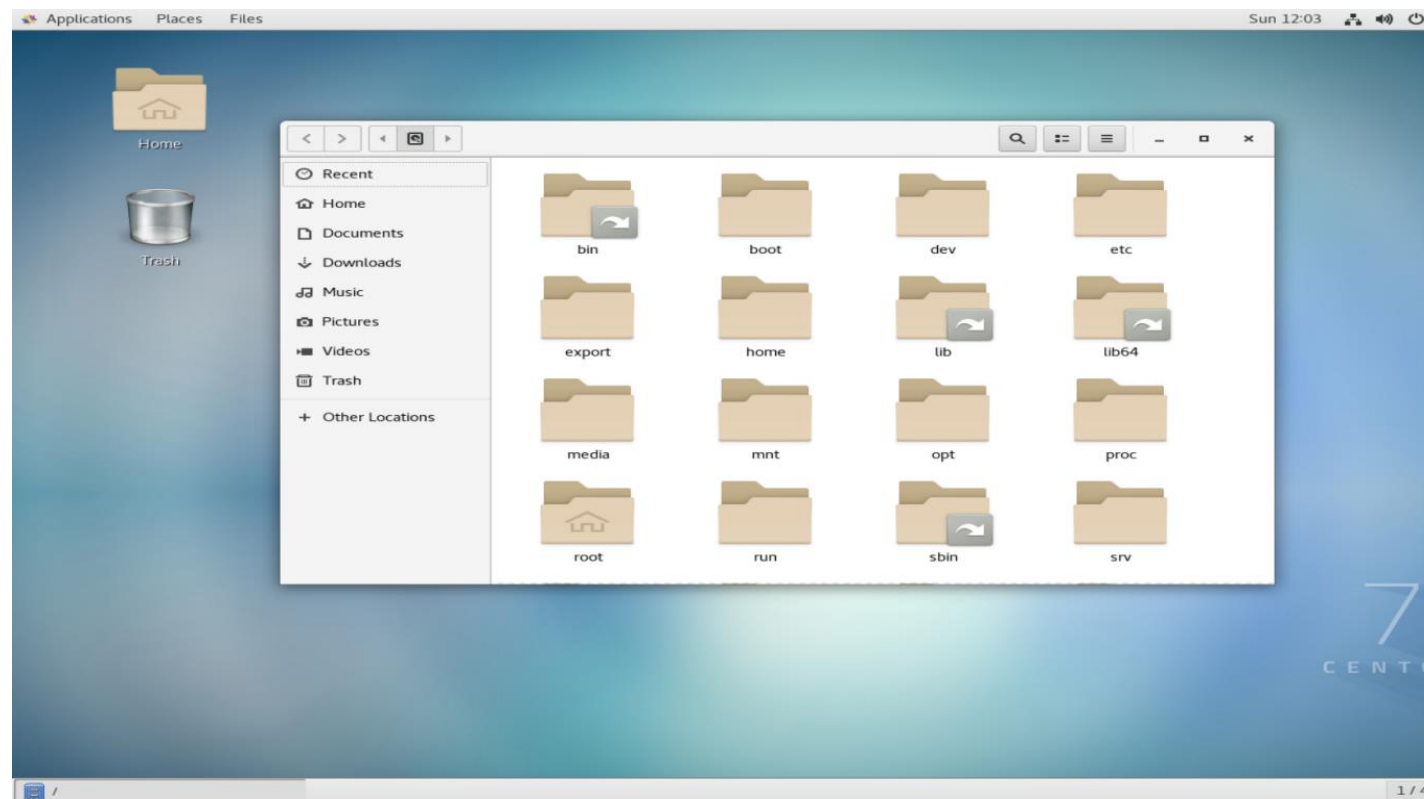 Applications Places Files Sun 12:03
Home
Trash
Recent
Home
Documents
Downloads
Music
Pictures
Videos
Trash
+ Other Locations
bin boot dev etc
export home lib lib64
media mnt opt proc
root run sbin srv
7
CENT
/
1 /